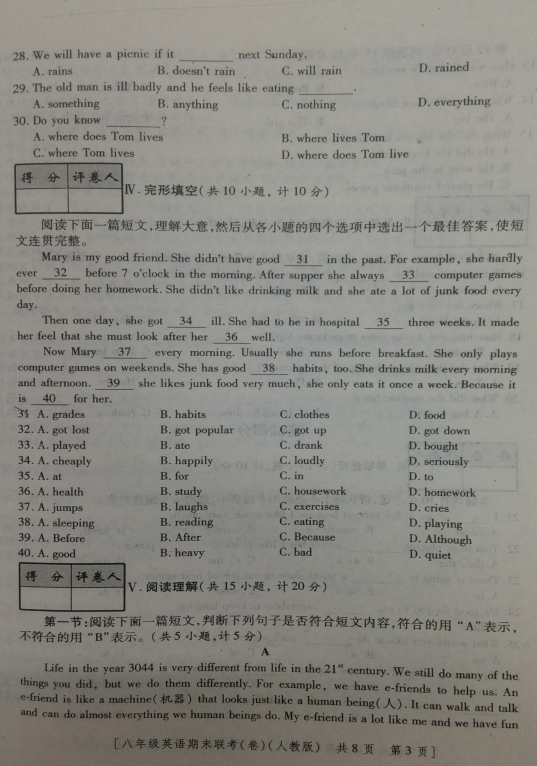 28. We will have a picnic if it ________ next Sunday.
A. rains B. doesn't rain C. will rain D. rained
29. The old man is ill badly and he feels like eating ________.
A. something B. anything C. nothing D. everything
30. Do you know ________?
A. where does Tom lives B. where lives Tom
C. where Tom lives D. where does Tom live
得 分 评卷人
Ⅳ. 完形填空(共 10 小题, 计 10 分)
阅读下面一篇短文,理解大意,然后从各小题的四个选项中选出一个最佳答案,使短
文连贯完整。
Mary is my good friend. She didn't have good 31 in the past. For example, she hardly
ever 32 before 7 o'clock in the morning. After supper she always 33 computer games
before doing her homework. She didn't like drinking milk and she ate a lot of junk food every
day.
Then one day, she got 34 ill. She had to be in hospital 35 three weeks. It made
her feel that she must look after her 36 well.
Now Mary 37 every morning. Usually she runs before breakfast. She only plays
computer games on weekends. She has good 38 habits, too. She drinks milk every morning
and afternoon. 39 she likes junk food very much, she only eats it once a week. Because it
is 40 for her.
31 A. grades B. habits C. clothes D. food
32. A. got lost B. got popular C. got up D. got down
33. A. played B. ate C. drank D. bought
34. A. cheaply B. happily C. loudly D. seriously
35. A. at B. for C. in D. to
36. A. health B. study C. housework D. homework
37. A. jumps B. laughs C. exercises D. cries
38. A. sleeping B. reading C. eating D. playing
39. A. Before B. After C. Because D. Although
40. A. good B. heavy C. bad D. quiet
得 分 评卷人
Ⅴ. 阅读理解(共 15 小题, 计 20 分)
第一节:阅读下面一篇短文,判断下列句子是否符合短文内容,符合的用“A”表示,
不符合的用“B”表示。(共 5 小题,计 5 分)
A
Life in the year 3044 is very different from life in the 21st century. We still do many of the
things you did, but we do them differently. For example, we have e-friends to help us. An
e-friend is like a machine(机器) that looks just like a human being(人). It can walk and talk
and can do almost everything we human beings do. My e-friend is a lot like me and we have fun
[八年级英语期末联考(卷)(人教版) 共 8 页 第 3 页]